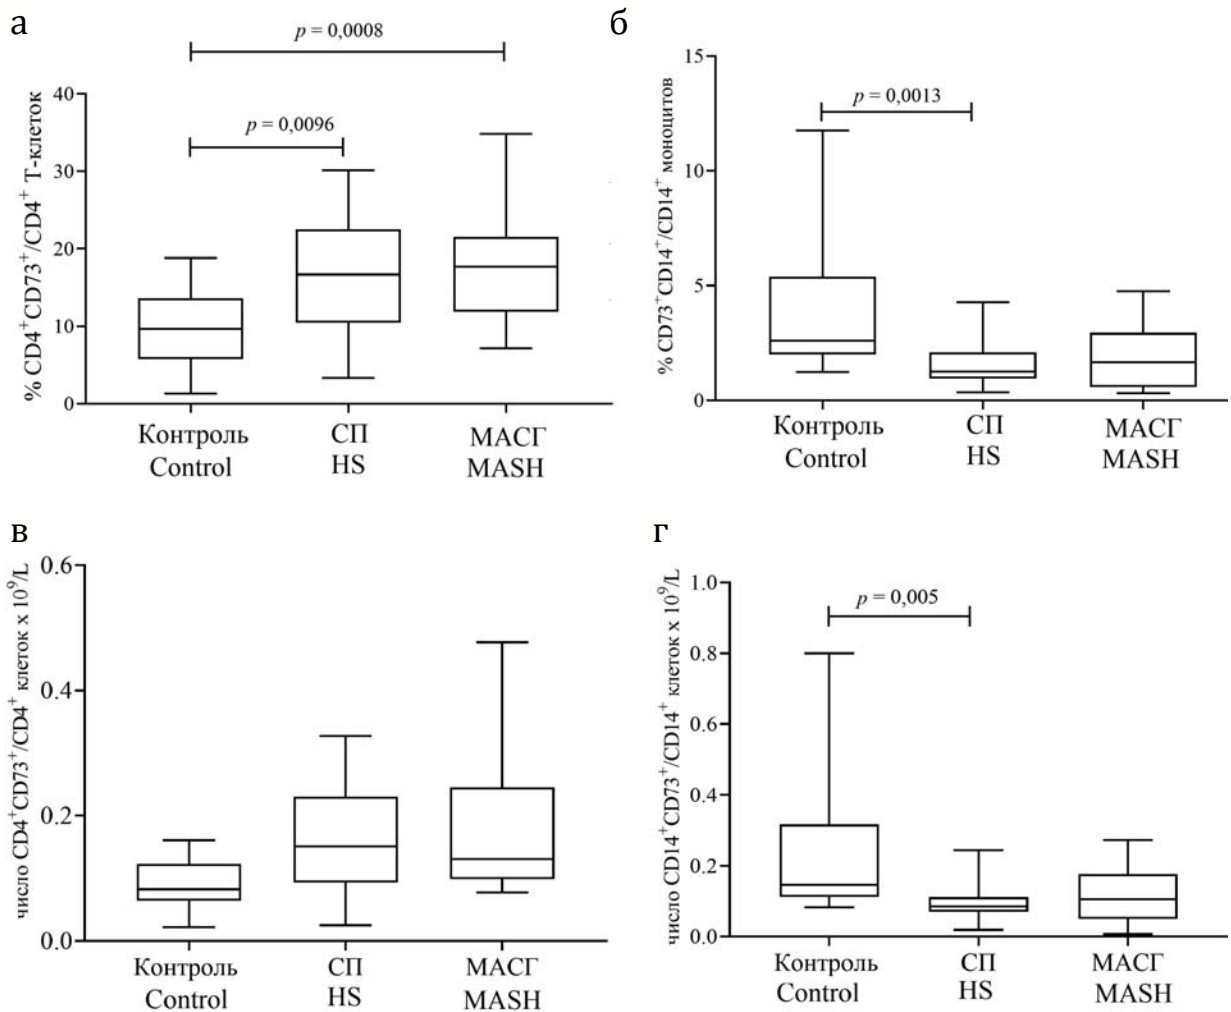 а
p = 0,0008
p = 0,0096
% CD4⁺CD73⁺/CD4⁺ Т-клеток
40
30
20
10
0
Контроль
Control
СП
HS
МАСГ
MASH
б
p = 0,0013
% CD73⁺CD14⁺/CD14⁺ моноцитов
15
10
5
0
Контроль
Control
СП
HS
МАСГ
MASH
в
число CD4⁺CD73⁺/CD4⁺ клеток x 10⁹/L
0.6
0.4
0.2
0.0
Контроль
Control
СП
HS
МАСГ
MASH
г
p = 0,005
число CD14⁺CD73⁺/CD14⁺ клеток x 10⁹/L
1.0
0.8
0.6
0.4
0.2
0.0
Контроль
Control
СП
HS
МАСГ
MASH